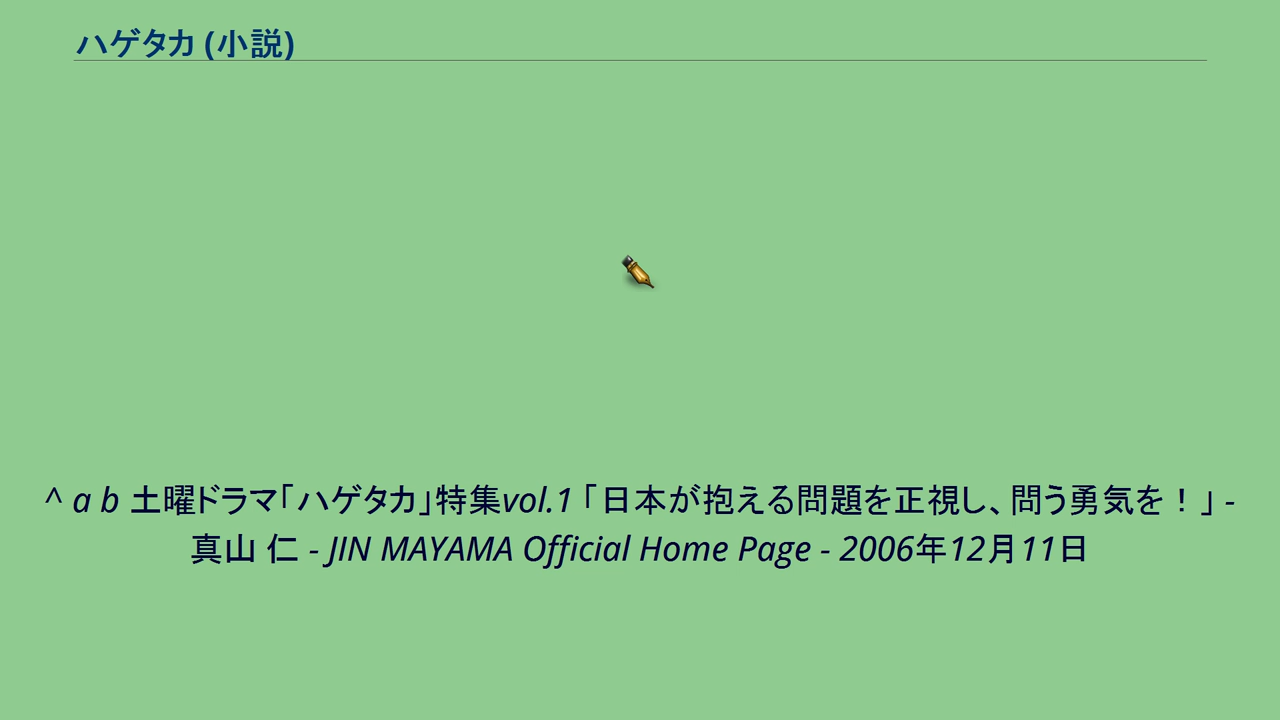 ハゲタカ (小説)
^ a b 土曜ドラマ「ハゲタカ」特集vol.1「日本が抱える問題を正視し、問う勇気を！」 -
真山 仁 - JIN MAYAMA Official Home Page - 2006年12月11日